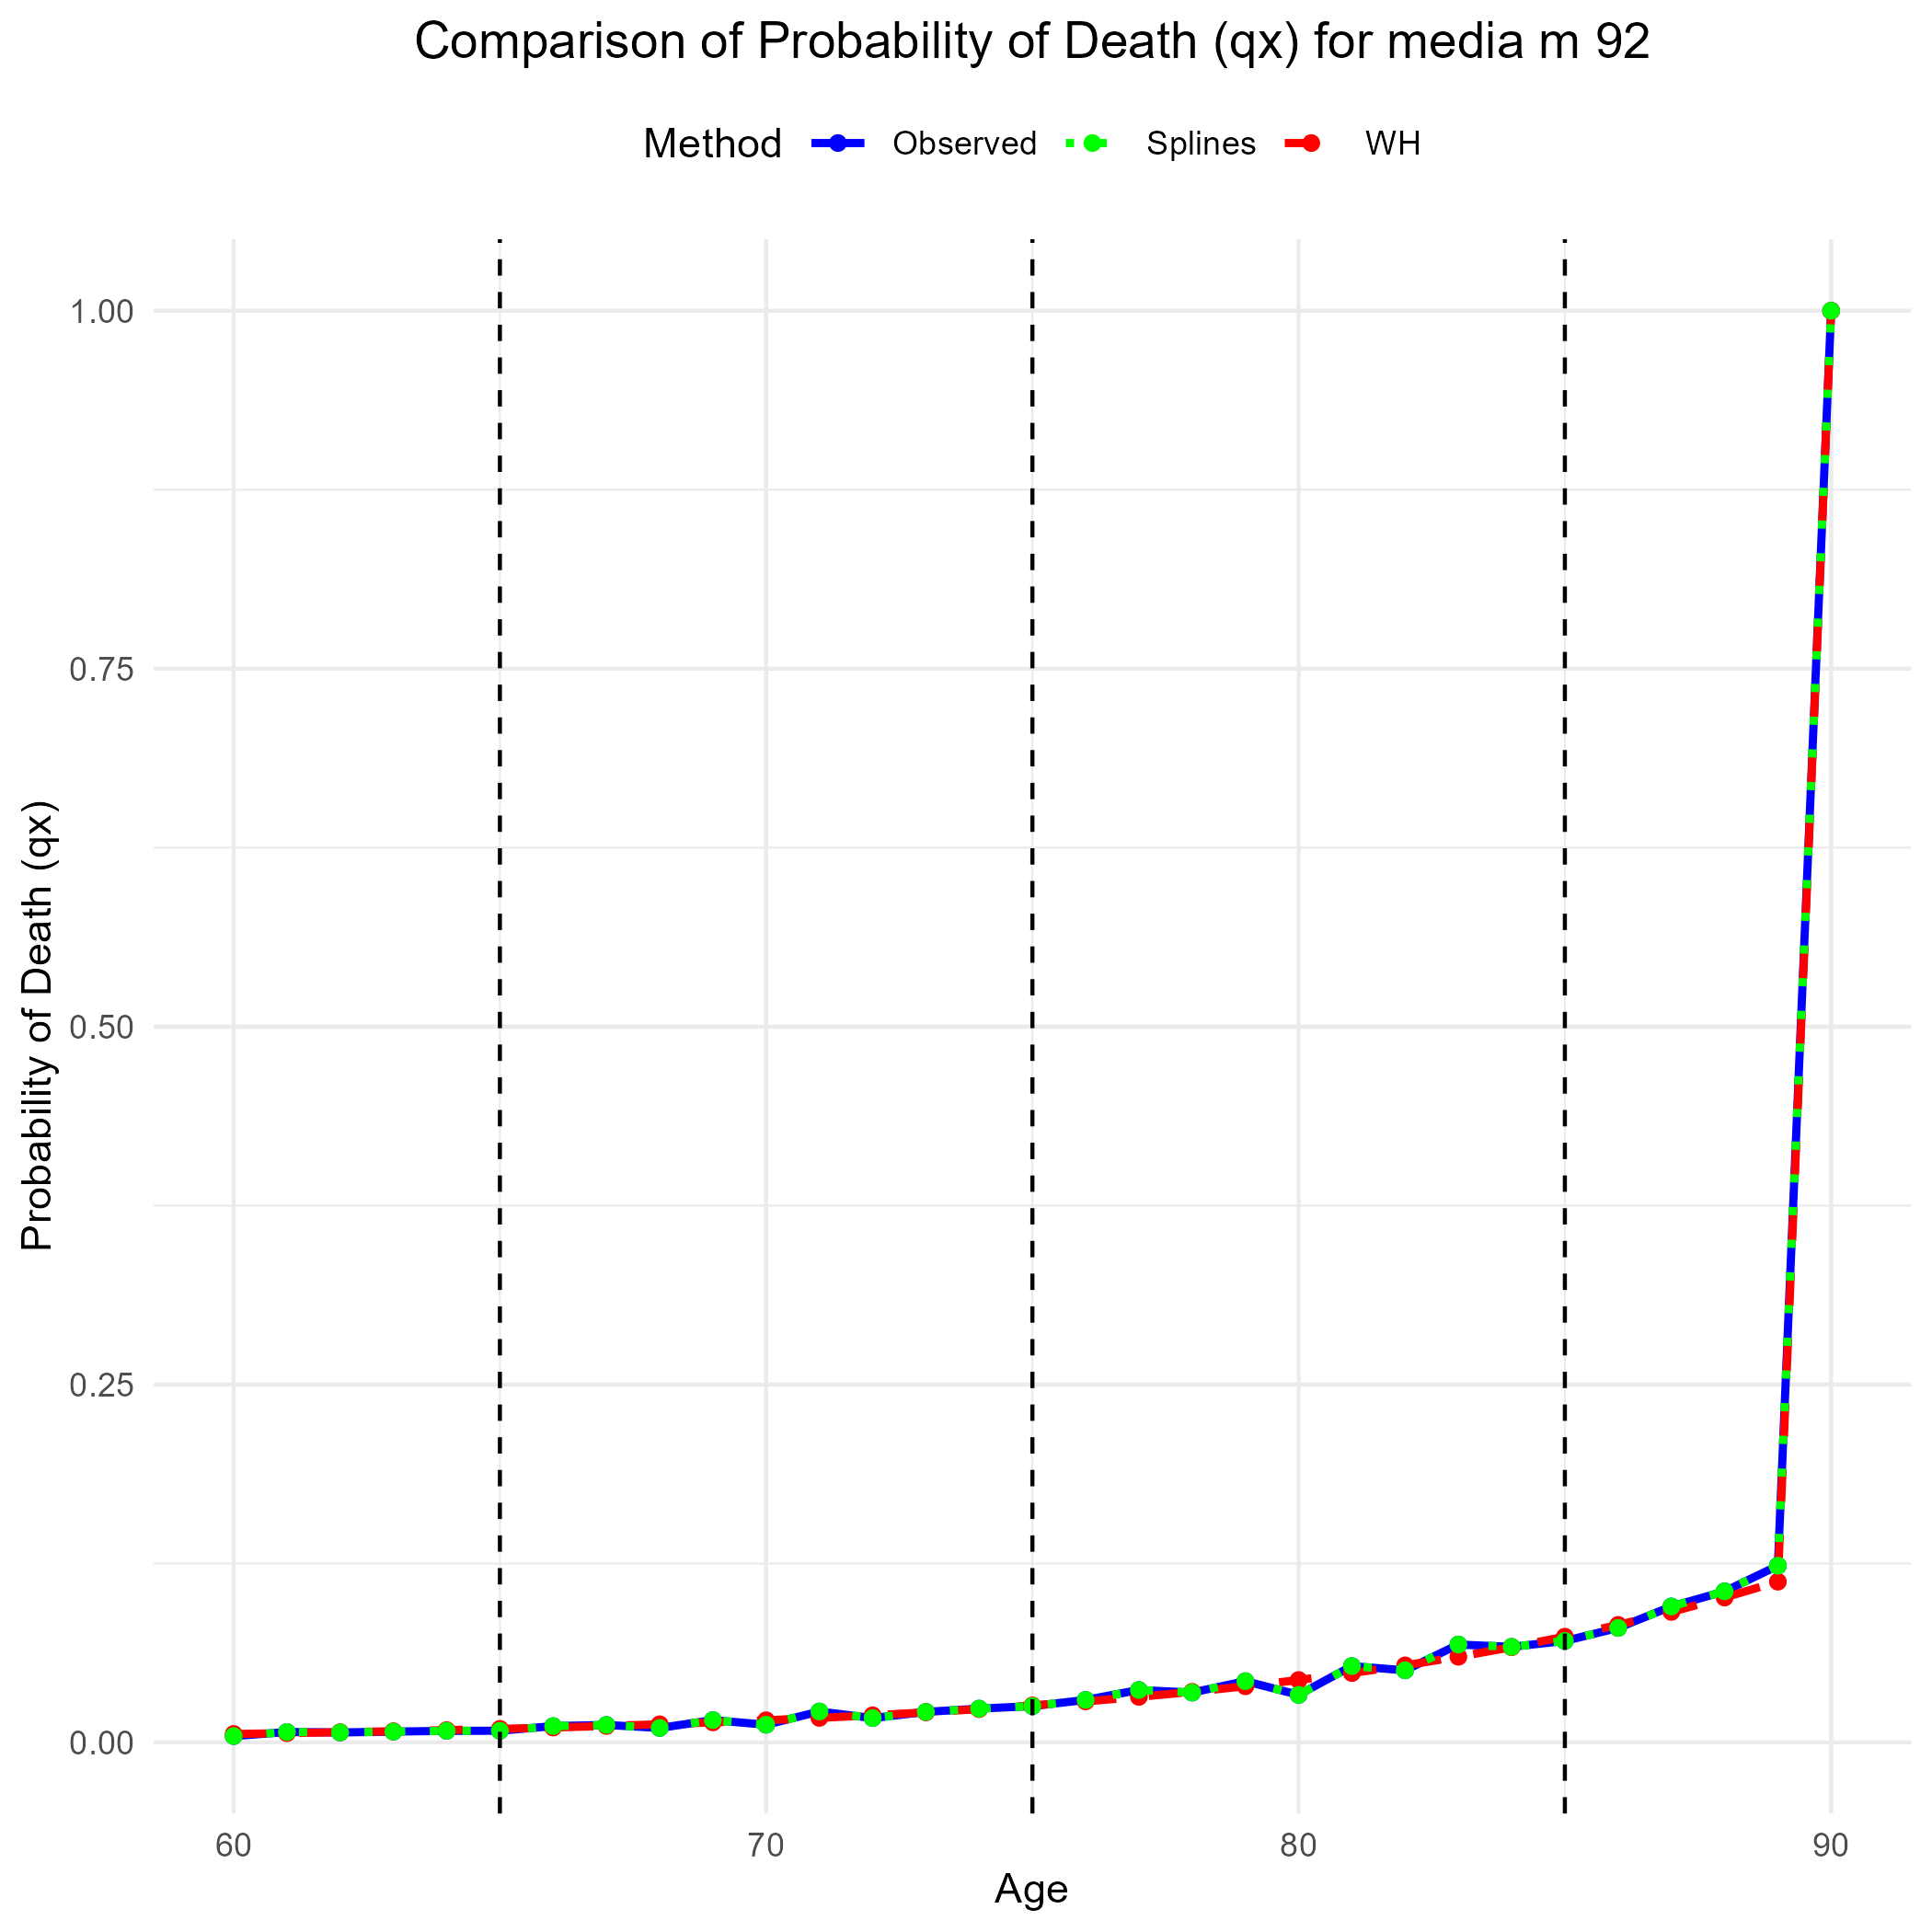 Comparison of Probability of Death (qx) for media m 92
Method Observed Splines WH
1.00
0.75
0.50
0.25
0.00
Probability of Death (qx)
60 70 80 90
Age